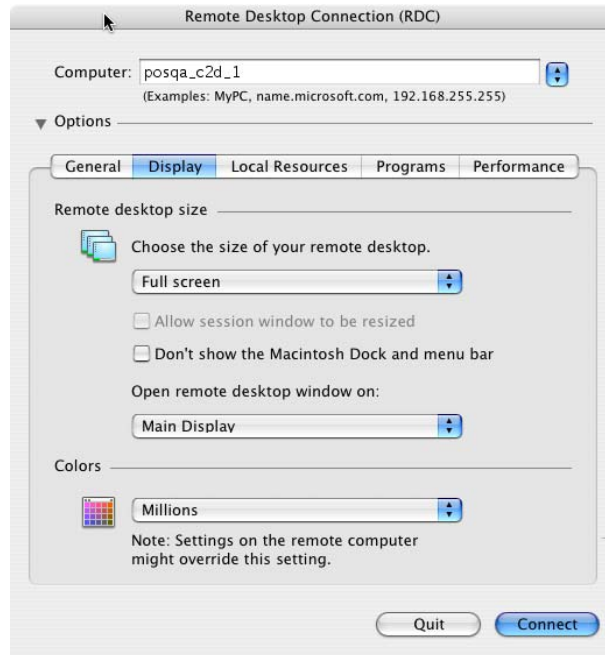 Remote Desktop Connection (RDC)
Computer: posqa_c2d_1
(Examples: MyPC, name.microsoft.com, 192.168.255.255)
Options
General Display Local Resources Programs Performance
Remote desktop size
Choose the size of your remote desktop.
Full screen
Allow session window to be resized
Don't show the Macintosh Dock and menu bar
Open remote desktop window on:
Main Display
Colors
Millions
Note: Settings on the remote computer
might override this setting.
Quit Connect